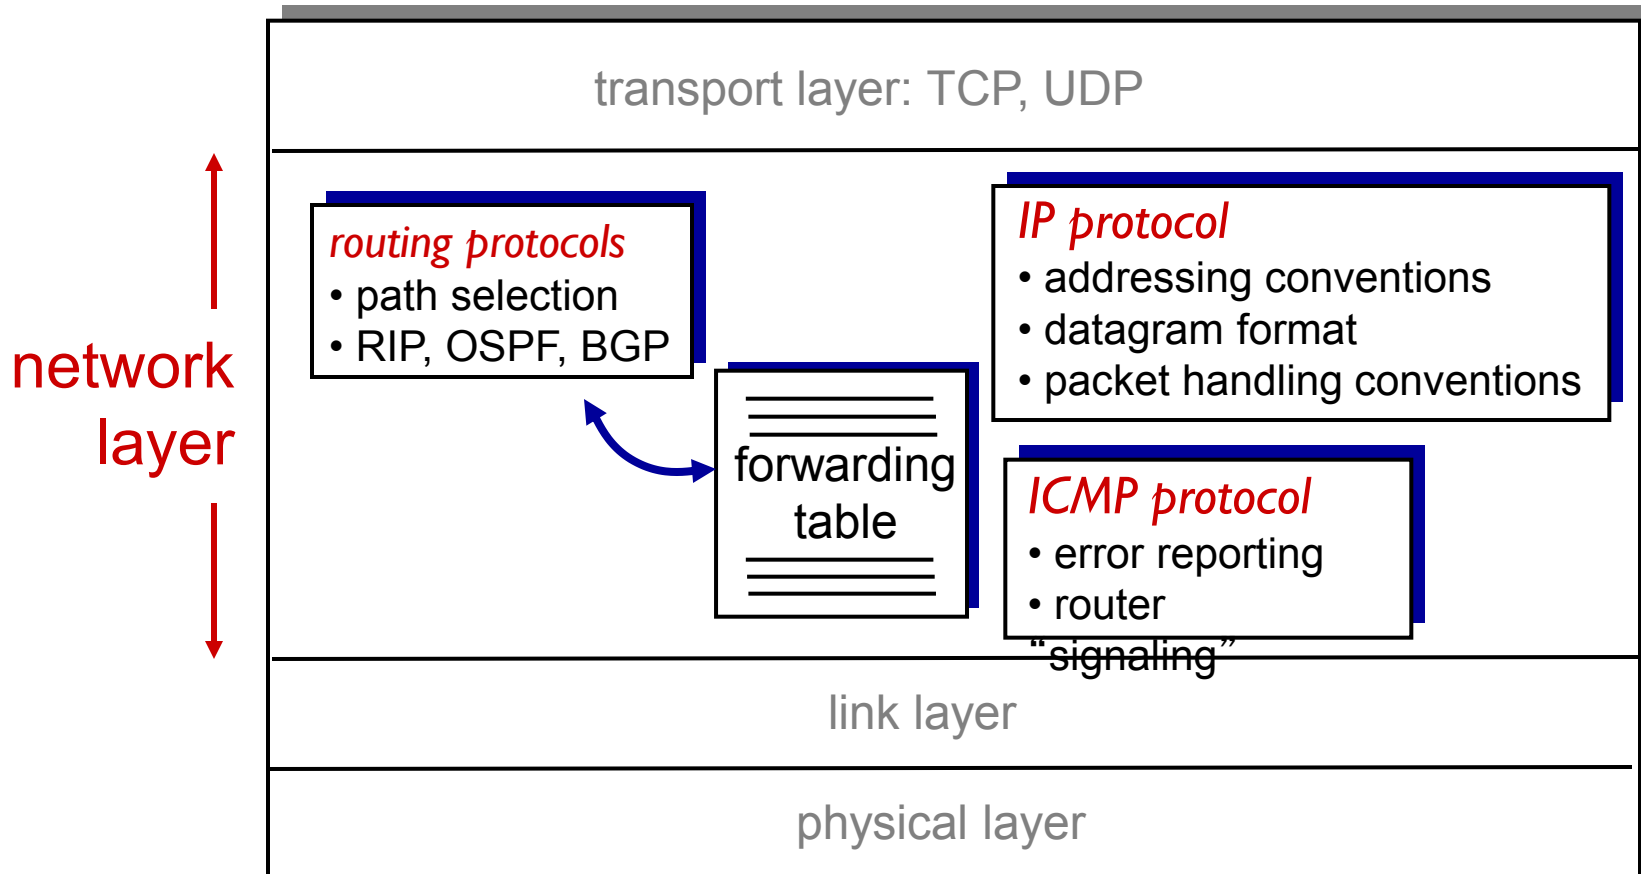 transport layer: TCP, UDP
network
layer
routing protocols
• path selection
• RIP, OSPF, BGP
forwarding
table
IP protocol
• addressing conventions
• datagram format
• packet handling conventions
ICMP protocol
• error reporting
• router
“signaling”
link layer
physical layer